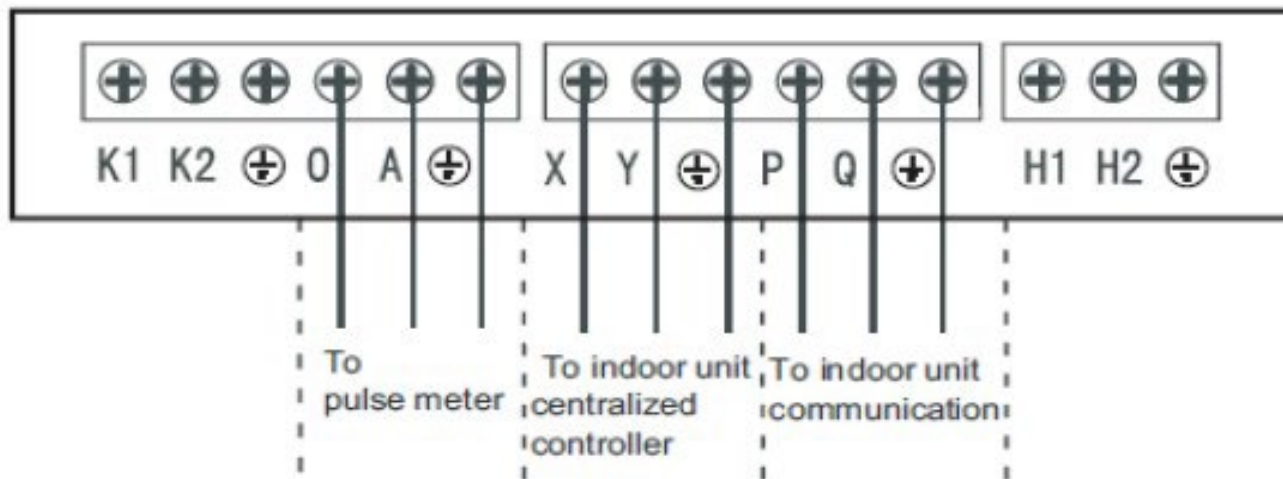 K1 K2 ⏚ O A ⏚ X Y ⏚ P Q ⏚ H1 H2 ⏚
To
pulse meter
To indoor unit
centralized
controller
To indoor unit
communication